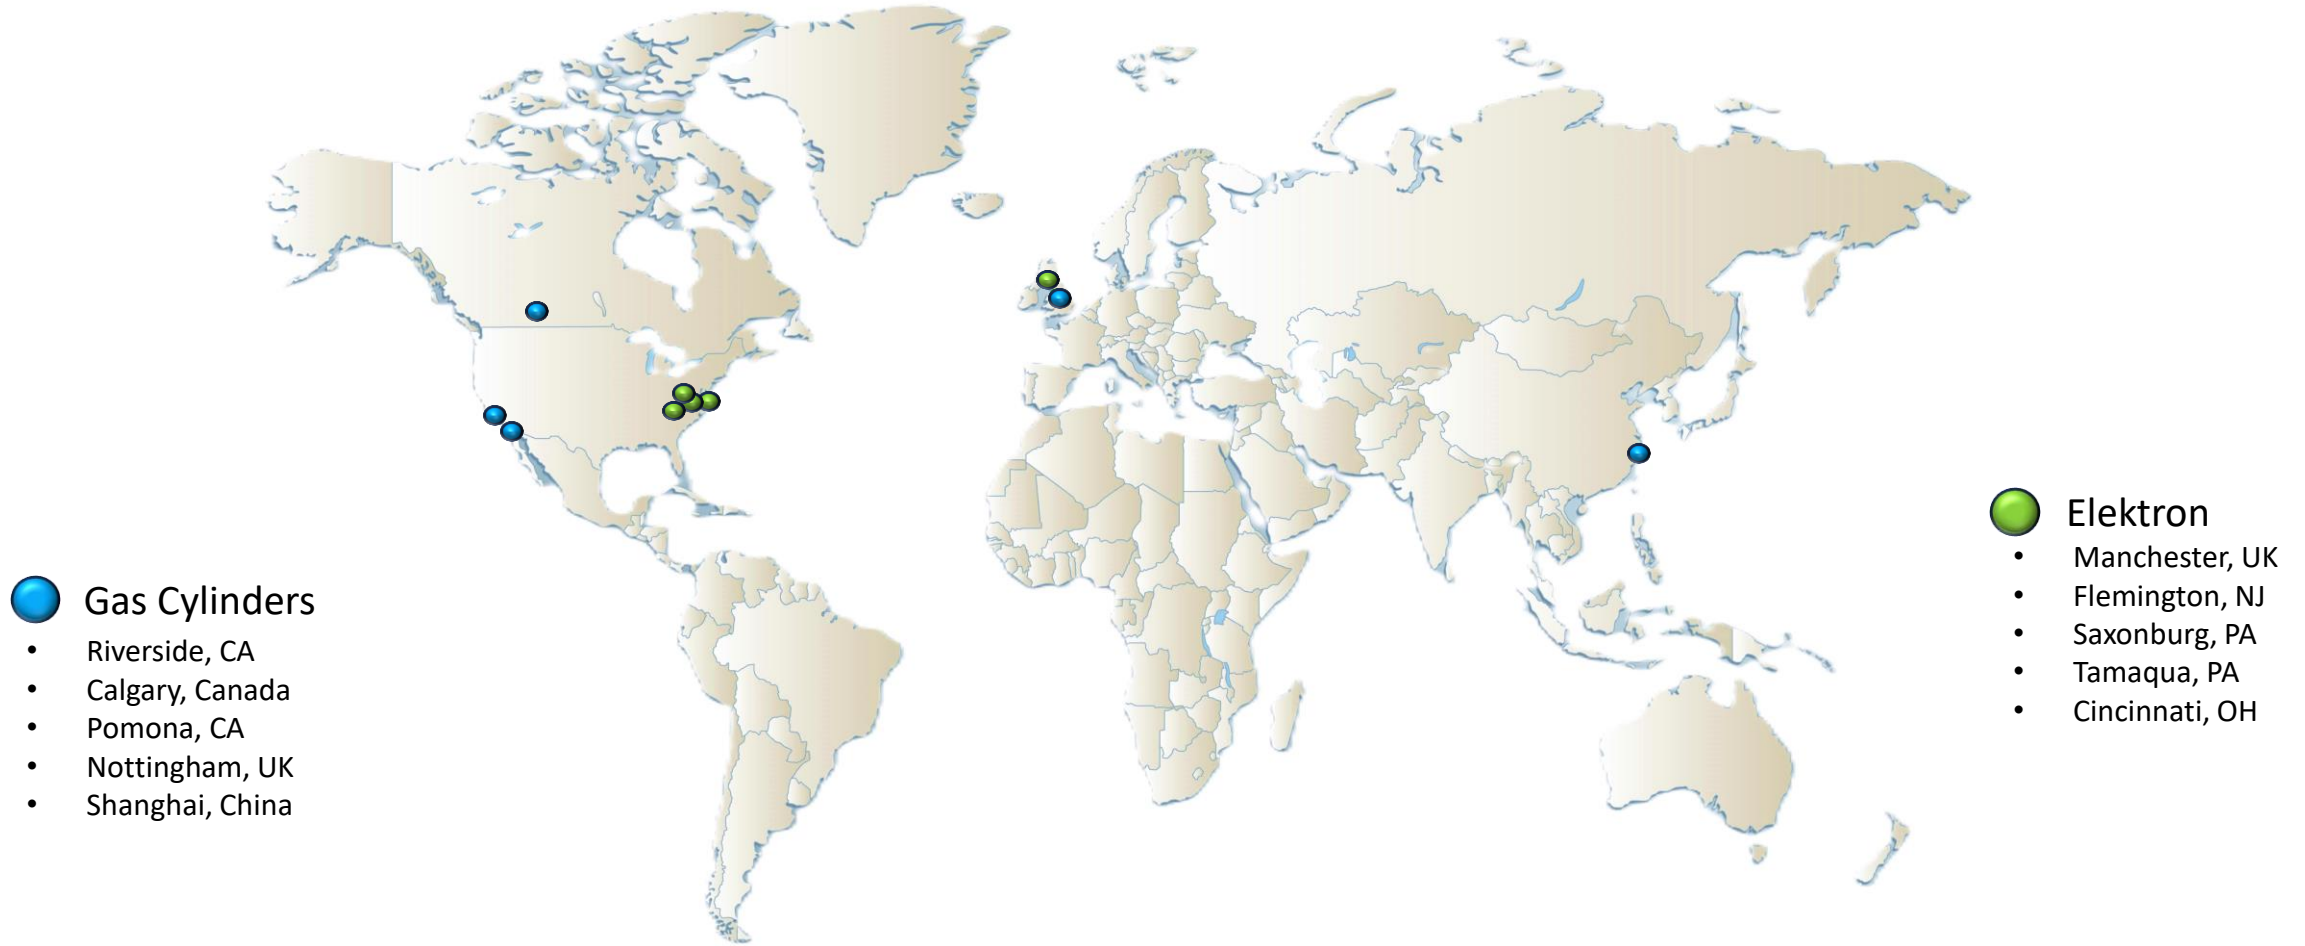 Gas Cylinders
• Riverside, CA
• Calgary, Canada
• Pomona, CA
• Nottingham, UK
• Shanghai, China
Elektron
• Manchester, UK
• Flemington, NJ
• Saxonburg, PA
• Tamaqua, PA
• Cincinnati, OH